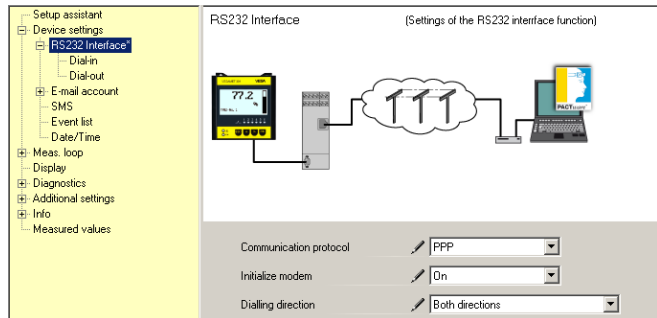 Setup assistant
Device settings
RS232 Interface*
Dial-in
Dial-out
E-mail account
SMS
Event list
Date/Time
Meas. loop
Display
Diagnostics
Additional settings
Info
Measured values
RS232 Interface
(Settings of the RS232 interface function)
VEGA
77.2
%
PACTware
Communication protocol
PPP
Initialize modem
On
Dialling direction
Both directions